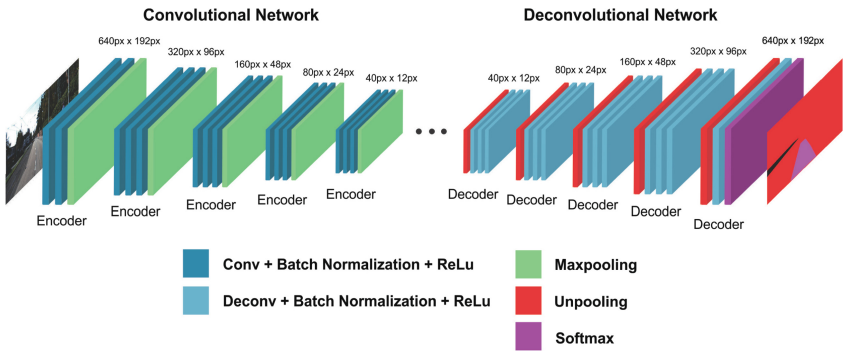 Convolutional Network
Deconvolutional Network
640px x 192px
320px x 96px
160px x 48px
80px x 24px
40px x 12px
40px x 12px
80px x 24px
160px x 48px
320px x 96px
640px x 192px
Encoder
Encoder
Encoder
Encoder
Encoder
Decoder
Decoder
Decoder
Decoder
Decoder
Conv + Batch Normalization + ReLu
Maxpooling
Deconv + Batch Normalization + ReLu
Unpooling
Softmax